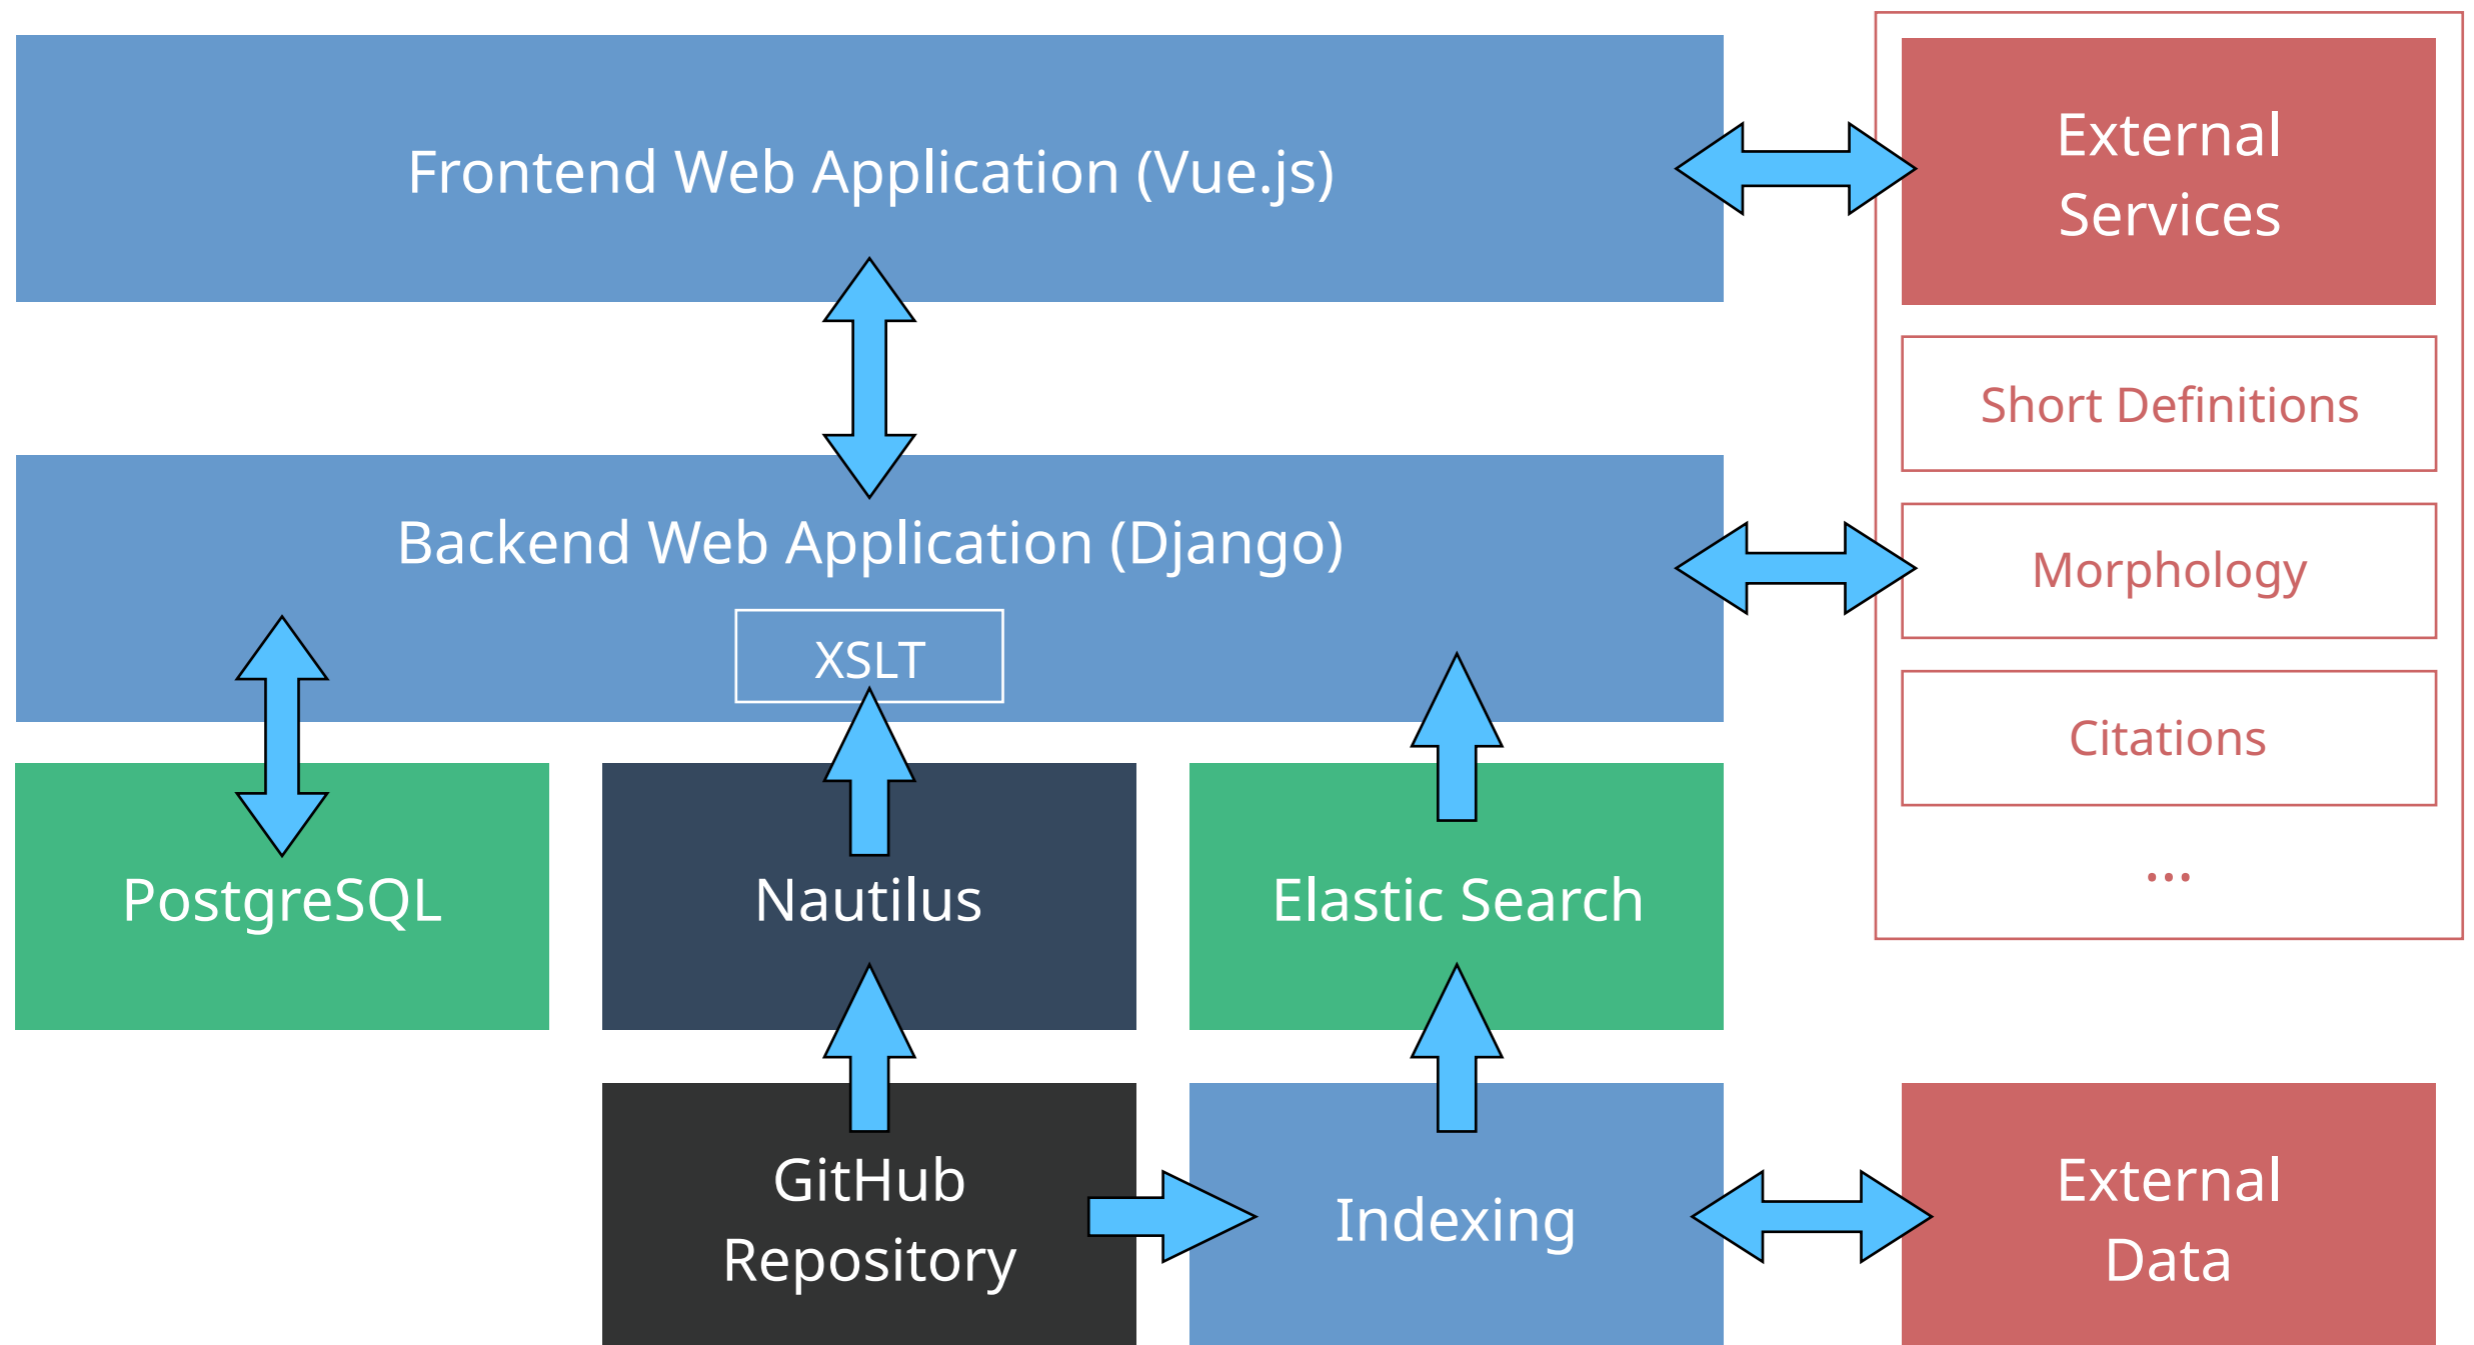 Frontend Web Application (Vue.js)
External
Services
Short Definitions
Backend Web Application (Django)
Morphology
XSLT
Citations
...
PostgreSQL
Nautilus
Elastic Search
GitHub
Repository
Indexing
External
Data